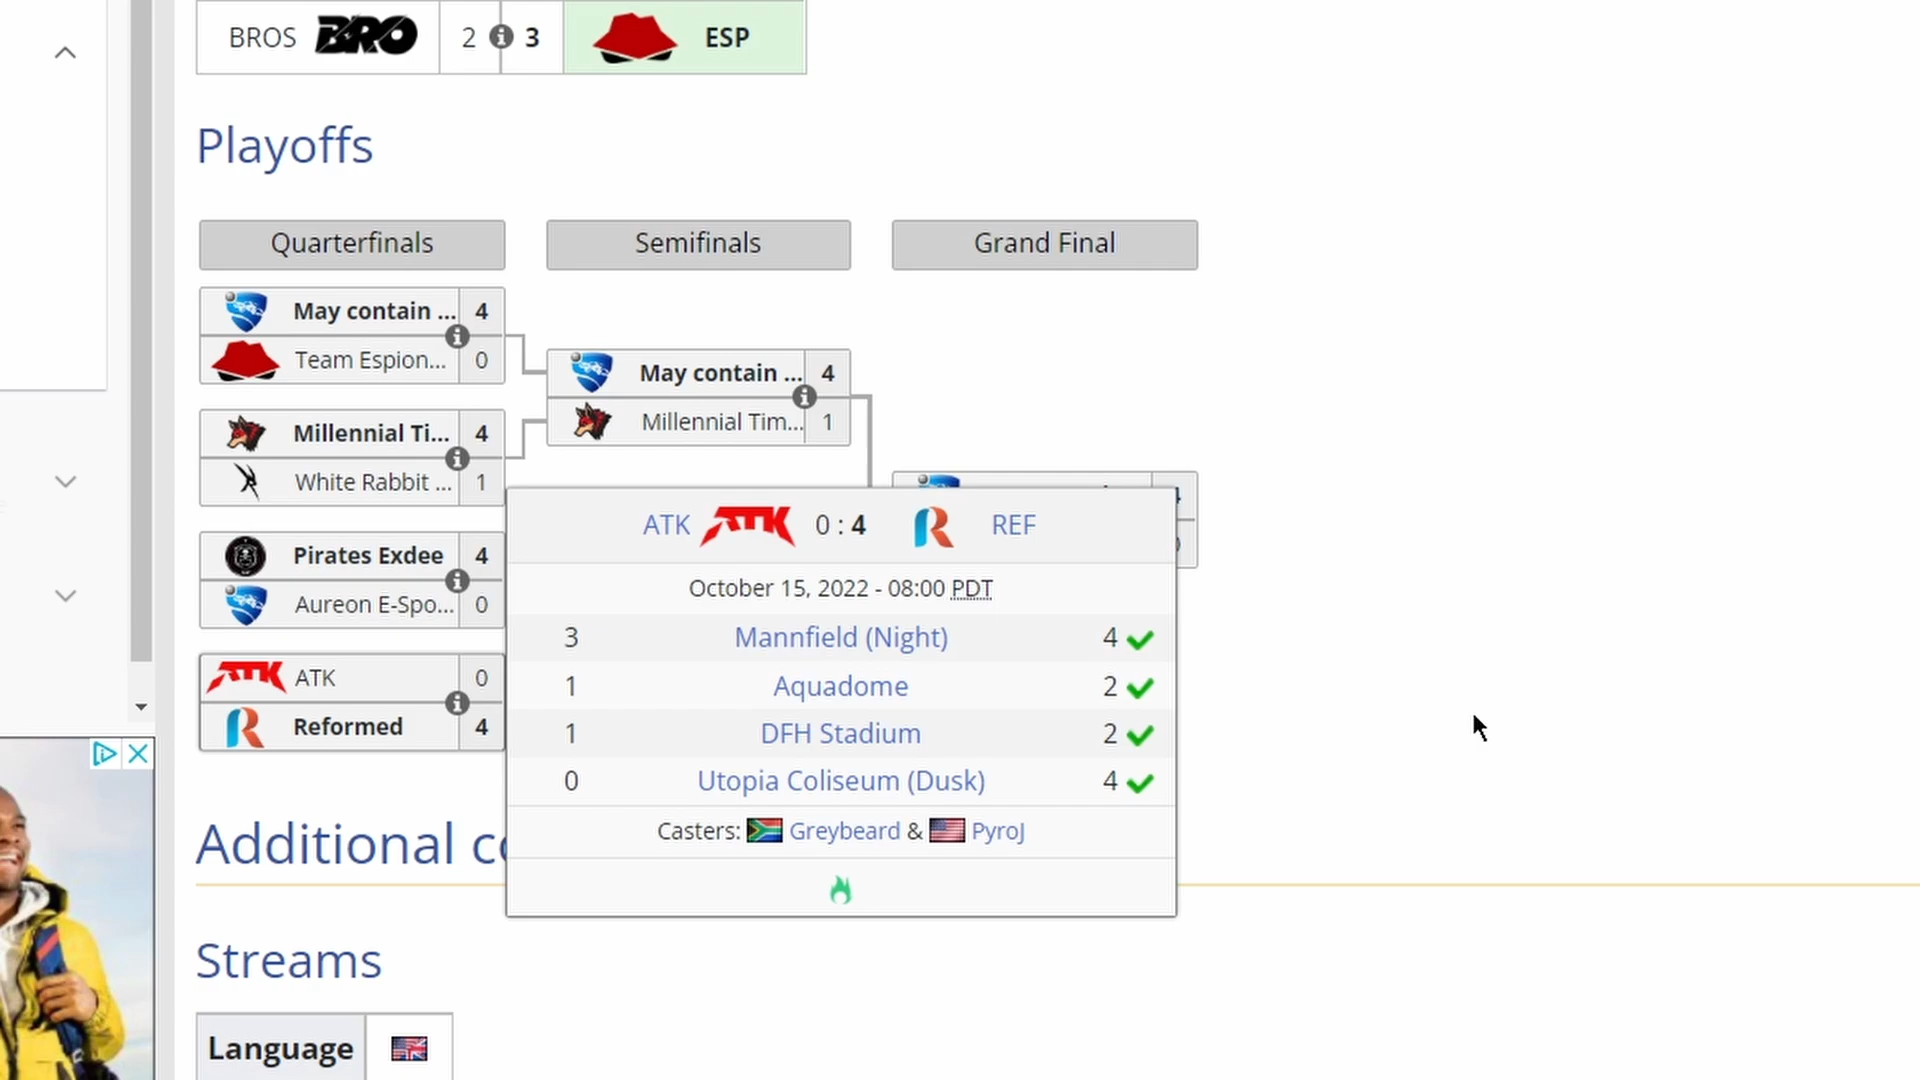 BROS BRO 2 3 ESP
Playoffs
Quarterfinals Semifinals Grand Final
May contain ... 4
Team Espion... 0
May contain ... 4
Millennial Tim... 1
Millennial Ti... 4
White Rabbit ... 1
Pirates Exdee 4
Aureon E-Spo... 0
ATK ATK 0
Reformed 4
ATK ATK 0 : 4 REF
October 15, 2022 - 08:00 PDT
3 Mannfield (Night) 4
1 Aquadome 2
1 DFH Stadium 2
0 Utopia Coliseum (Dusk) 4
Casters: Greybeard & PyroJ
Additional
Streams
Language